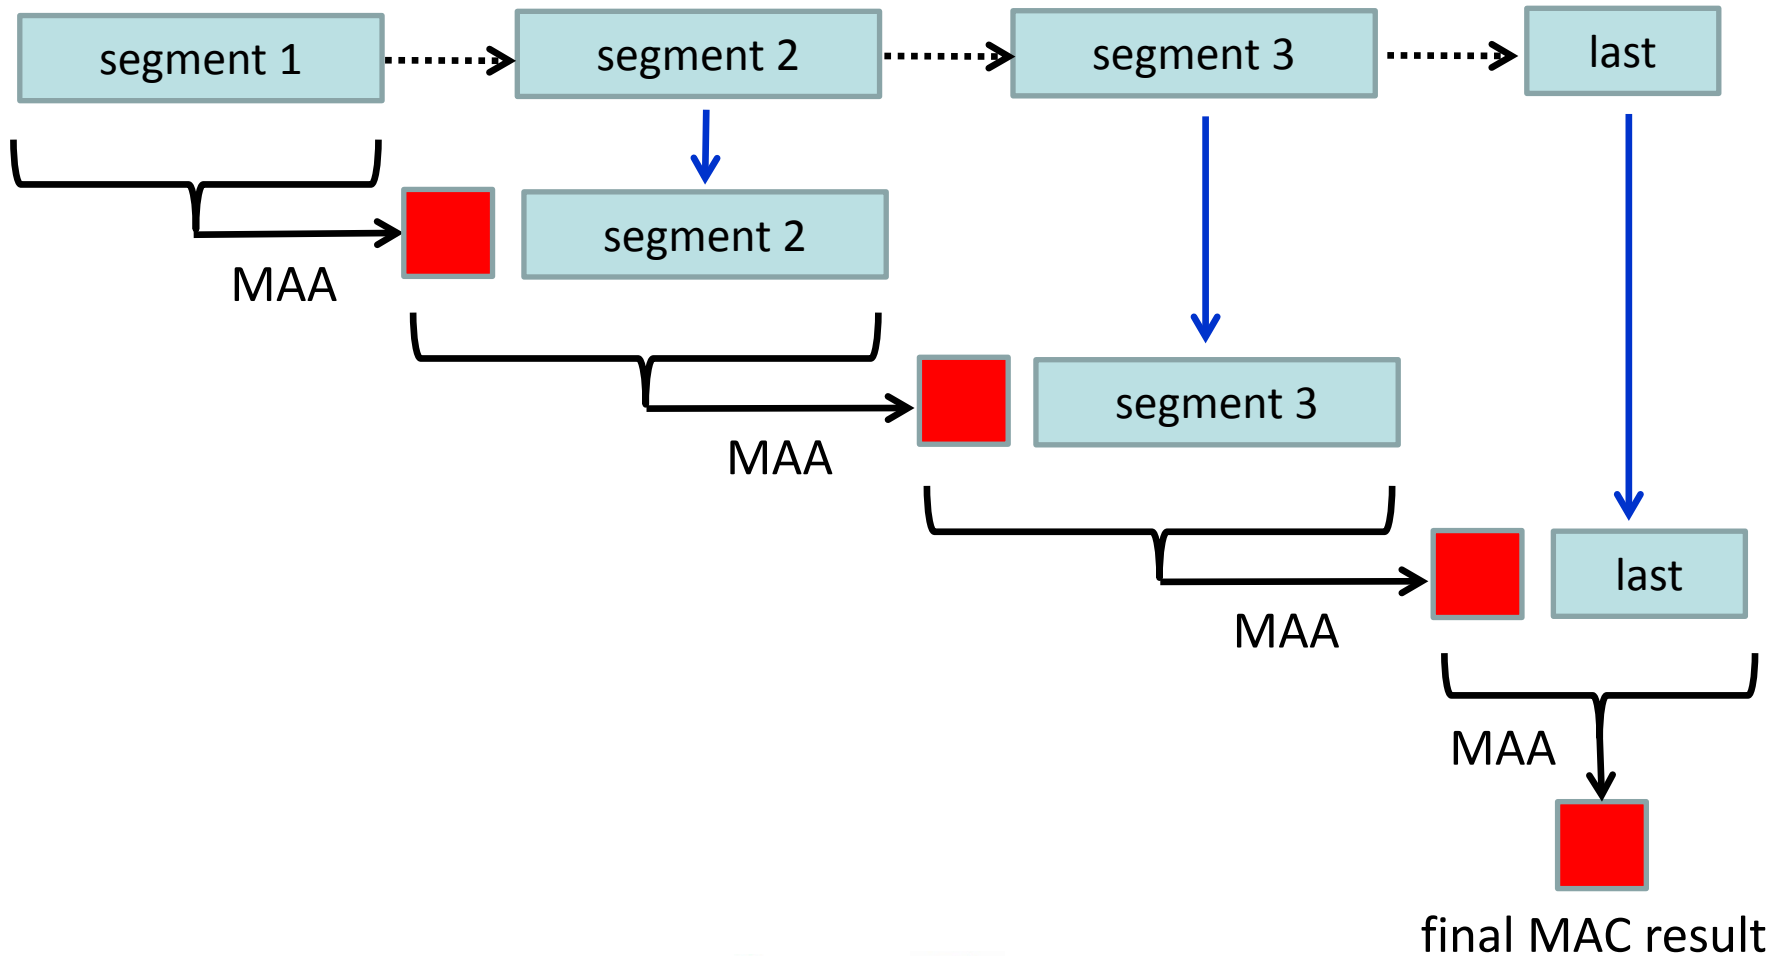 segment 1
segment 2
segment 3
last
segment 2
MAA
segment 3
MAA
last
MAA
MAA
final MAC result